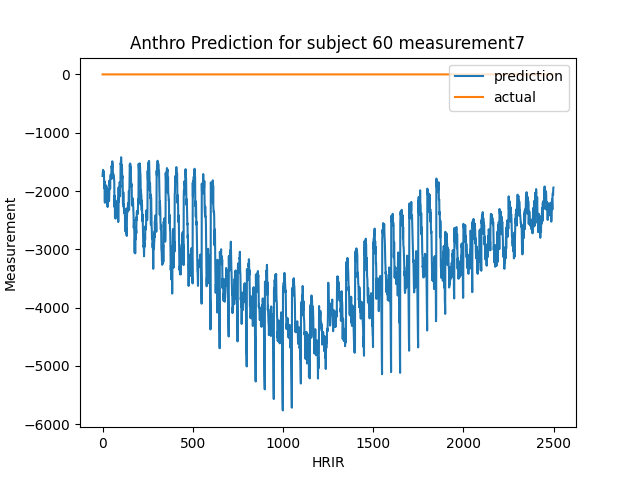 Anthro Prediction for subject 60 measurement7
prediction
actual
0
−1000
−2000
−3000
−4000
−5000
−6000
Measurement
0
500
1000
1500
2000
2500
HRIR